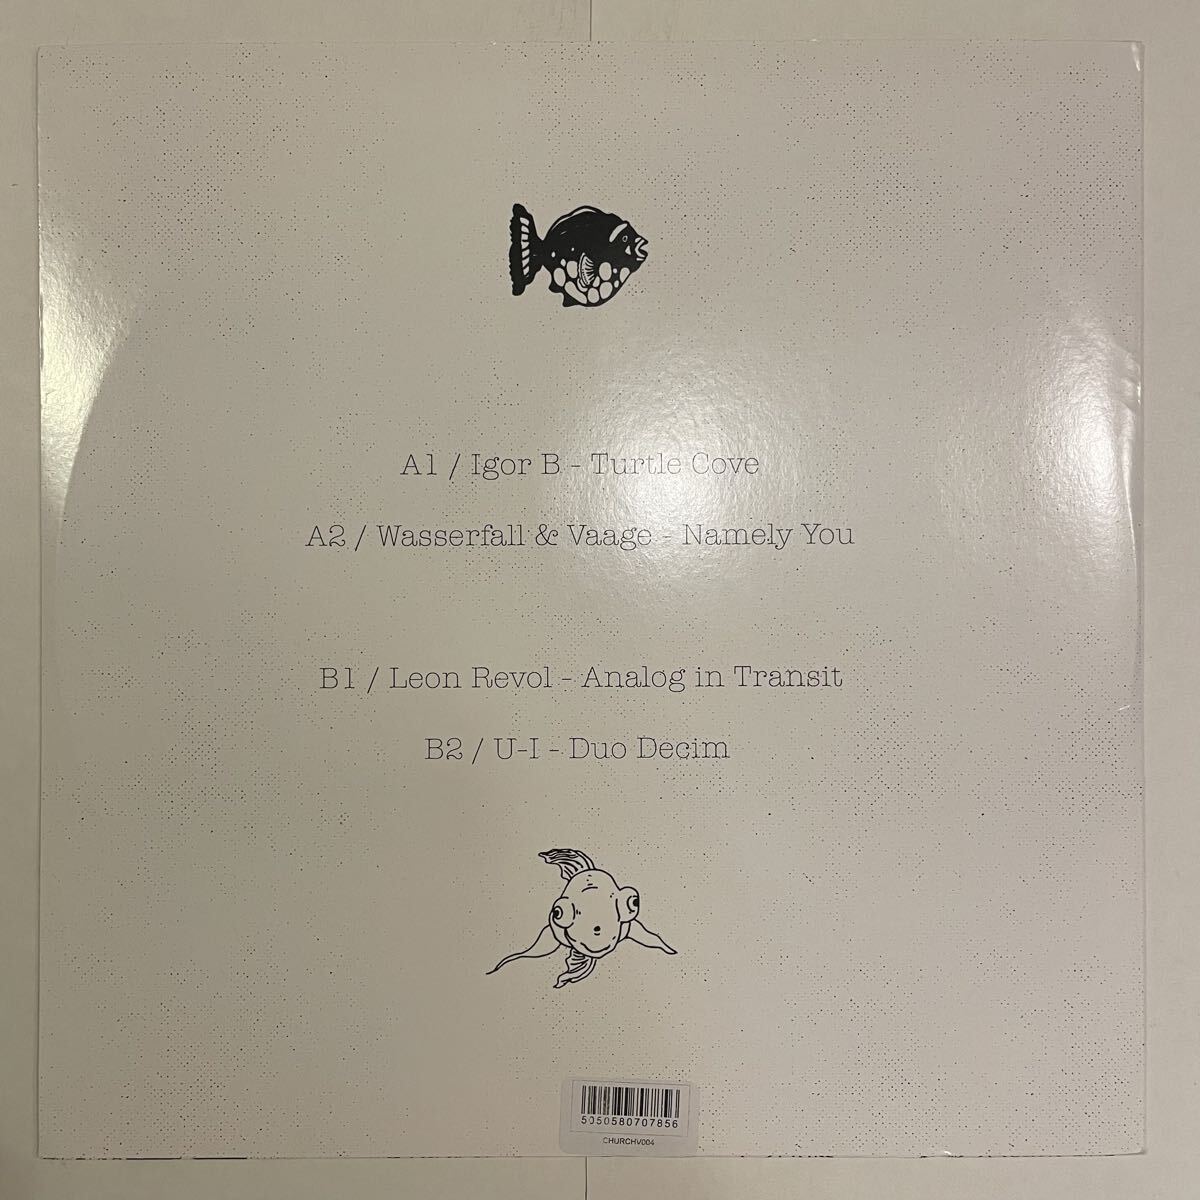 A1 / Igor B - Turtle Cove
A2 / Wasserfall & Vaage - Namely You
B1 / Leon Revol - Analog in Transit
B2 / U-I - Duo Decim
5050580707856
CHURCHV004